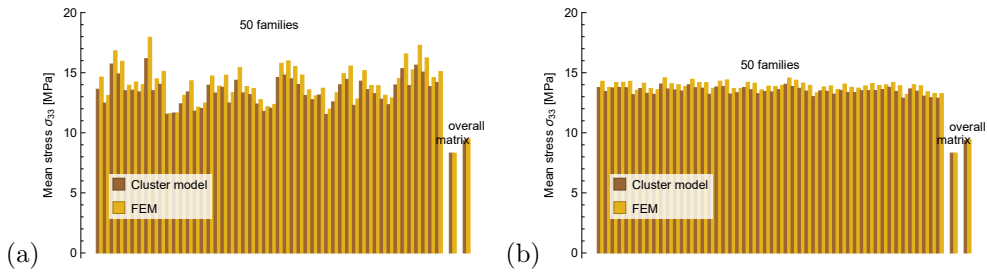 20
15
10
5
0
Mean stress σ33 [MPa]
50 families
overall
matrix
Cluster model
FEM
(a)
20
15
10
5
0
Mean stress σ33 [MPa]
50 families
overall
matrix
Cluster model
FEM
(b)